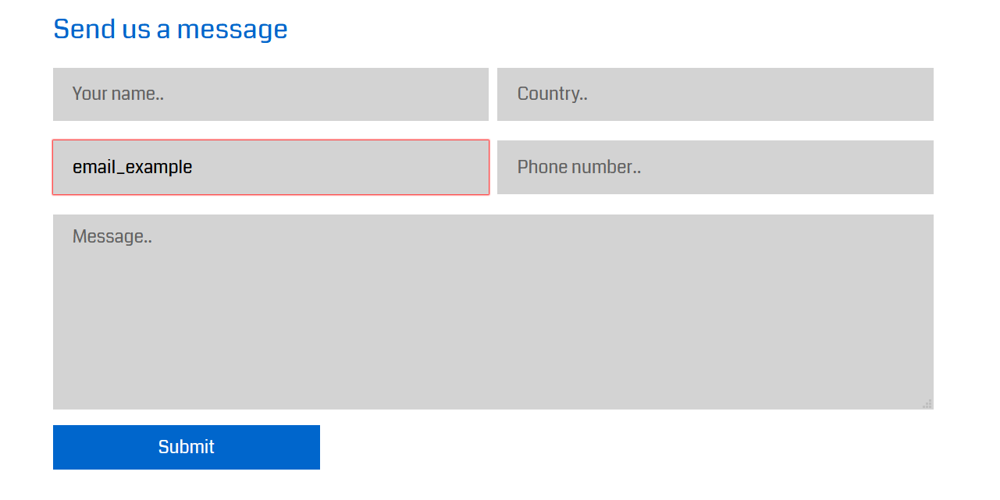 Send us a message
Your name..
Country..
email_example
Phone number..
Message..
Submit